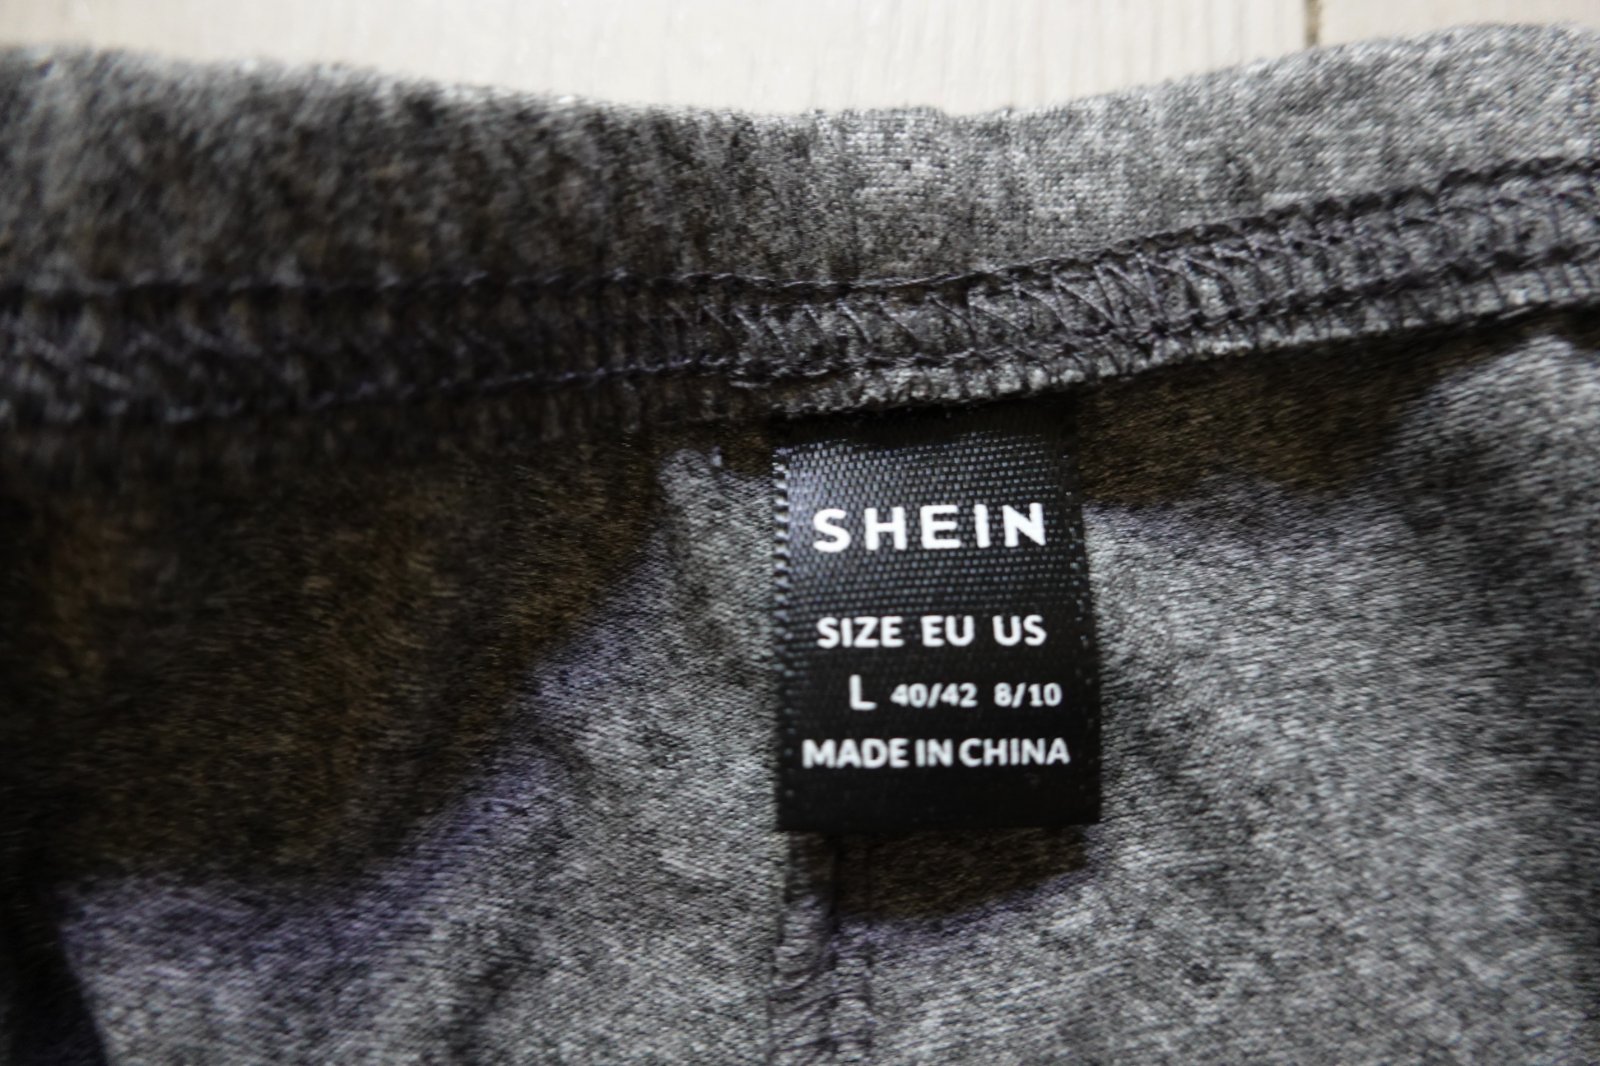 SHEIN
SIZE EU US
L 40/42 8/10
MADE IN CHINA